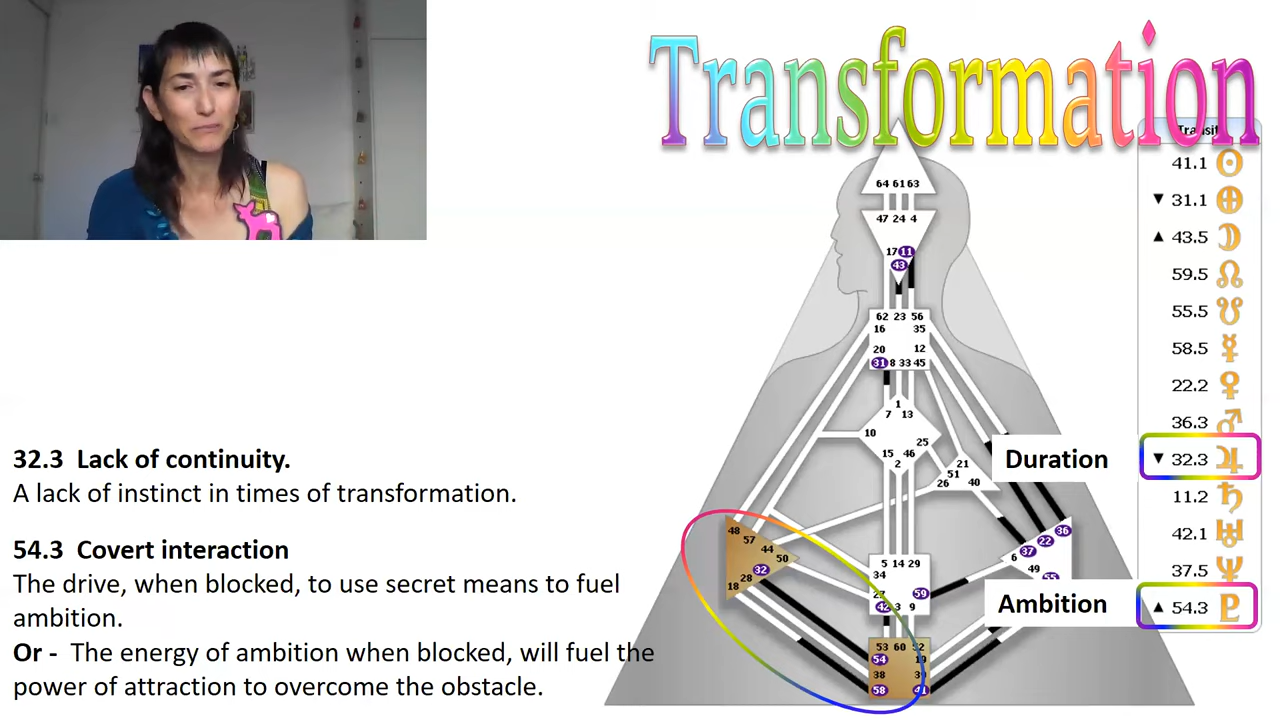 Transformation
Transit
41.1
▼ 31.1
▲ 43.5
59.5
55.5
58.5
22.2
36.3
▼ 32.3
11.2
42.1
37.5
▲ 54.3
64 61 63
47 24 4
17 11
43
62 23 56
16 35
20 12
31 8 33 45
1
7 13
10
25
15 46
2
21
51
26 40
Duration
48
57
44
50
32
28
18
36
22
37
6
49
55
5 14 29
34
27 59
42 3 9
Ambition
53 60 52
54 19
38 39
58 41
32.3 Lack of continuity.
A lack of instinct in times of transformation.
54.3 Covert interaction
The drive, when blocked, to use secret means to fuel
ambition.
Or - The energy of ambition when blocked, will fuel the
power of attraction to overcome the obstacle.